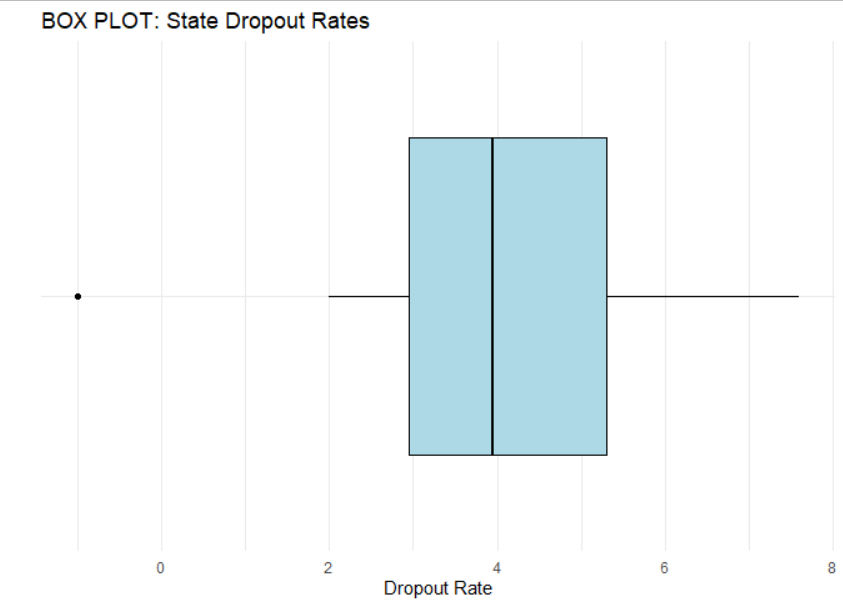 BOX PLOT: State Dropout Rates
0 2 4 6 8
Dropout Rate